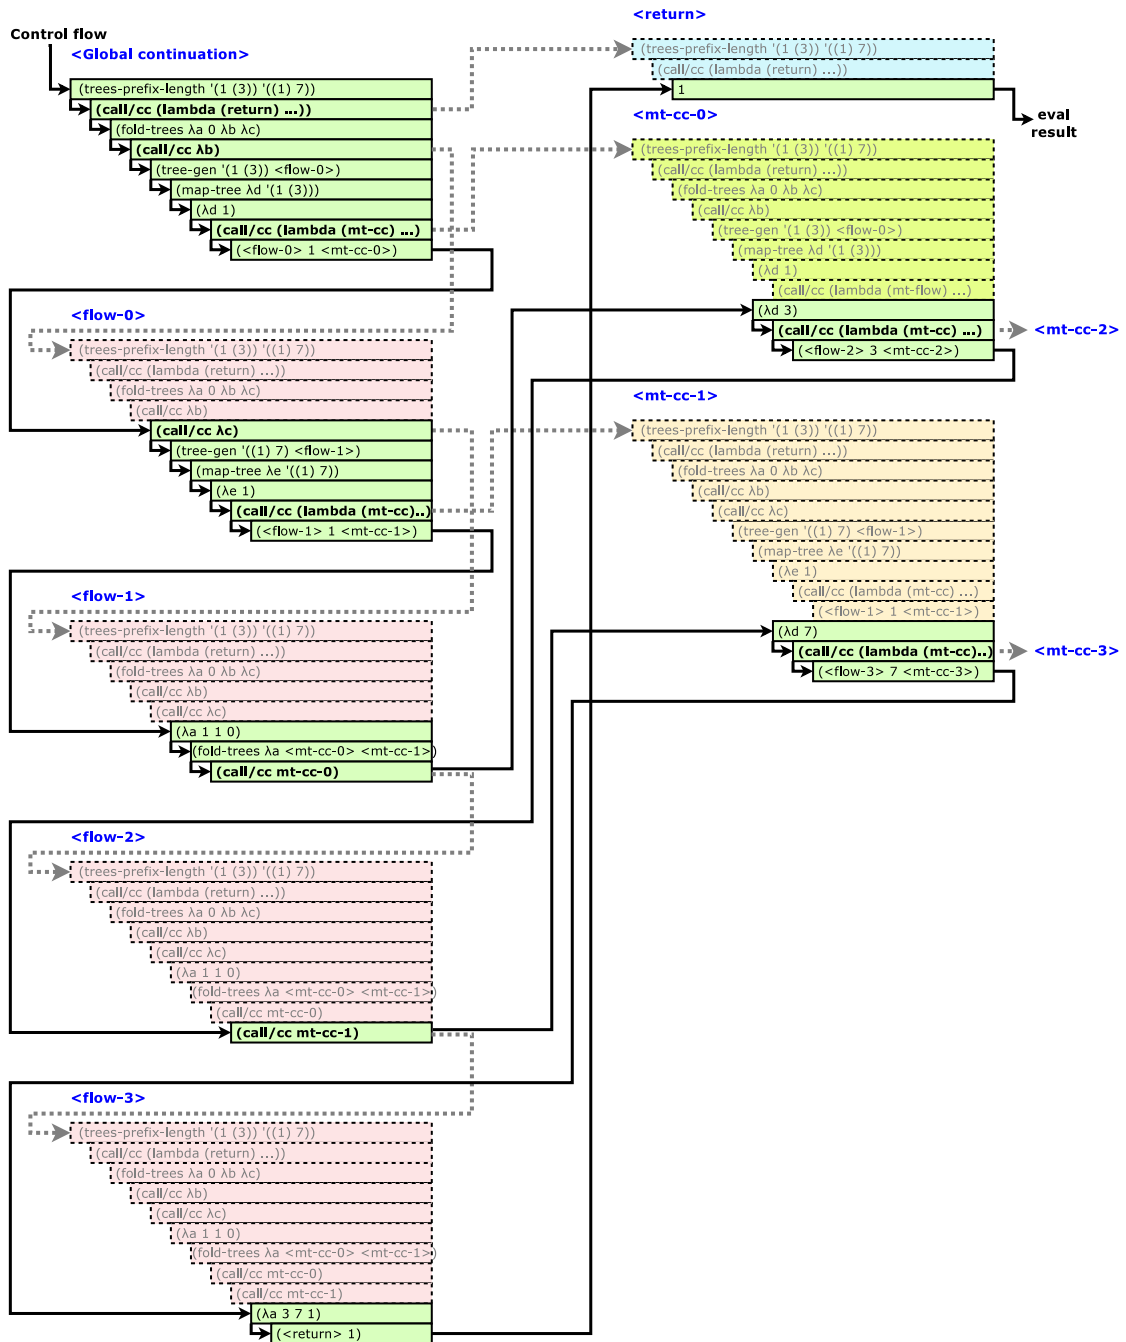 Control flow
<Global continuation>
(trees-prefix-length '(1 (3)) '((1) 7))
(call/cc (lambda (return) ...))
(fold-trees λa 0 λb λc)
(call/cc λb)
(tree-gen '(1 (3)) <flow-0>)
(map-tree λd '(1 (3)))
(λd 1)
(call/cc (lambda (mt-cc) ...)
(<flow-0> 1 <mt-cc-0>)
<flow-0>
(trees-prefix-length '(1 (3)) '((1) 7))
(call/cc (lambda (return) ...))
(fold-trees λa 0 λb λc)
(call/cc λb)
(call/cc λc)
(tree-gen '((1) 7) <flow-1>)
(map-tree λe '((1) 7))
(λe 1)
(call/cc (lambda (mt-cc)..)
(<flow-1> 1 <mt-cc-1>)
<flow-1>
(trees-prefix-length '(1 (3)) '((1) 7))
(call/cc (lambda (return) ...))
(fold-trees λa 0 λb λc)
(call/cc λb)
(call/cc λc)
(λa 1 1 0)
(fold-trees λa <mt-cc-0> <mt-cc-1>)
(call/cc mt-cc-0)
<flow-2>
(trees-prefix-length '(1 (3)) '((1) 7))
(call/cc (lambda (return) ...))
(fold-trees λa 0 λb λc)
(call/cc λb)
(call/cc λc)
(λa 1 1 0)
(fold-trees λa <mt-cc-0> <mt-cc-1>)
(call/cc mt-cc-0)
(call/cc mt-cc-1)
<flow-3>
(trees-prefix-length '(1 (3)) '((1) 7))
(call/cc (lambda (return) ...))
(fold-trees λa 0 λb λc)
(call/cc λb)
(call/cc λc)
(λa 1 1 0)
(fold-trees λa <mt-cc-0> <mt-cc-1>)
(call/cc mt-cc-0)
(call/cc mt-cc-1)
(λa 3 7 1)
(<return> 1)
<return>
(trees-prefix-length '(1 (3)) '((1) 7))
(call/cc (lambda (return) ...))
1
eval
result
<mt-cc-0>
(trees-prefix-length '(1 (3)) '((1) 7))
(call/cc (lambda (return) ...))
(fold-trees λa 0 λb λc)
(call/cc λb)
(tree-gen '(1 (3)) <flow-0>)
(map-tree λd '(1 (3)))
(λd 1)
(call/cc (lambda (mt-flow) ...)
(λd 3)
(call/cc (lambda (mt-cc) ...)
<mt-cc-2>
(<flow-2> 3 <mt-cc-2>)
<mt-cc-1>
(trees-prefix-length '(1 (3)) '((1) 7))
(call/cc (lambda (return) ...))
(fold-trees λa 0 λb λc)
(call/cc λb)
(call/cc λc)
(tree-gen '((1) 7) <flow-1>)
(map-tree λe '((1) 7))
(λe 1)
(call/cc (lambda (mt-cc) ...)
(<flow-1> 1 <mt-cc-1>)
(λd 7)
(call/cc (lambda (mt-cc)..)
<mt-cc-3>
(<flow-3> 7 <mt-cc-3>)